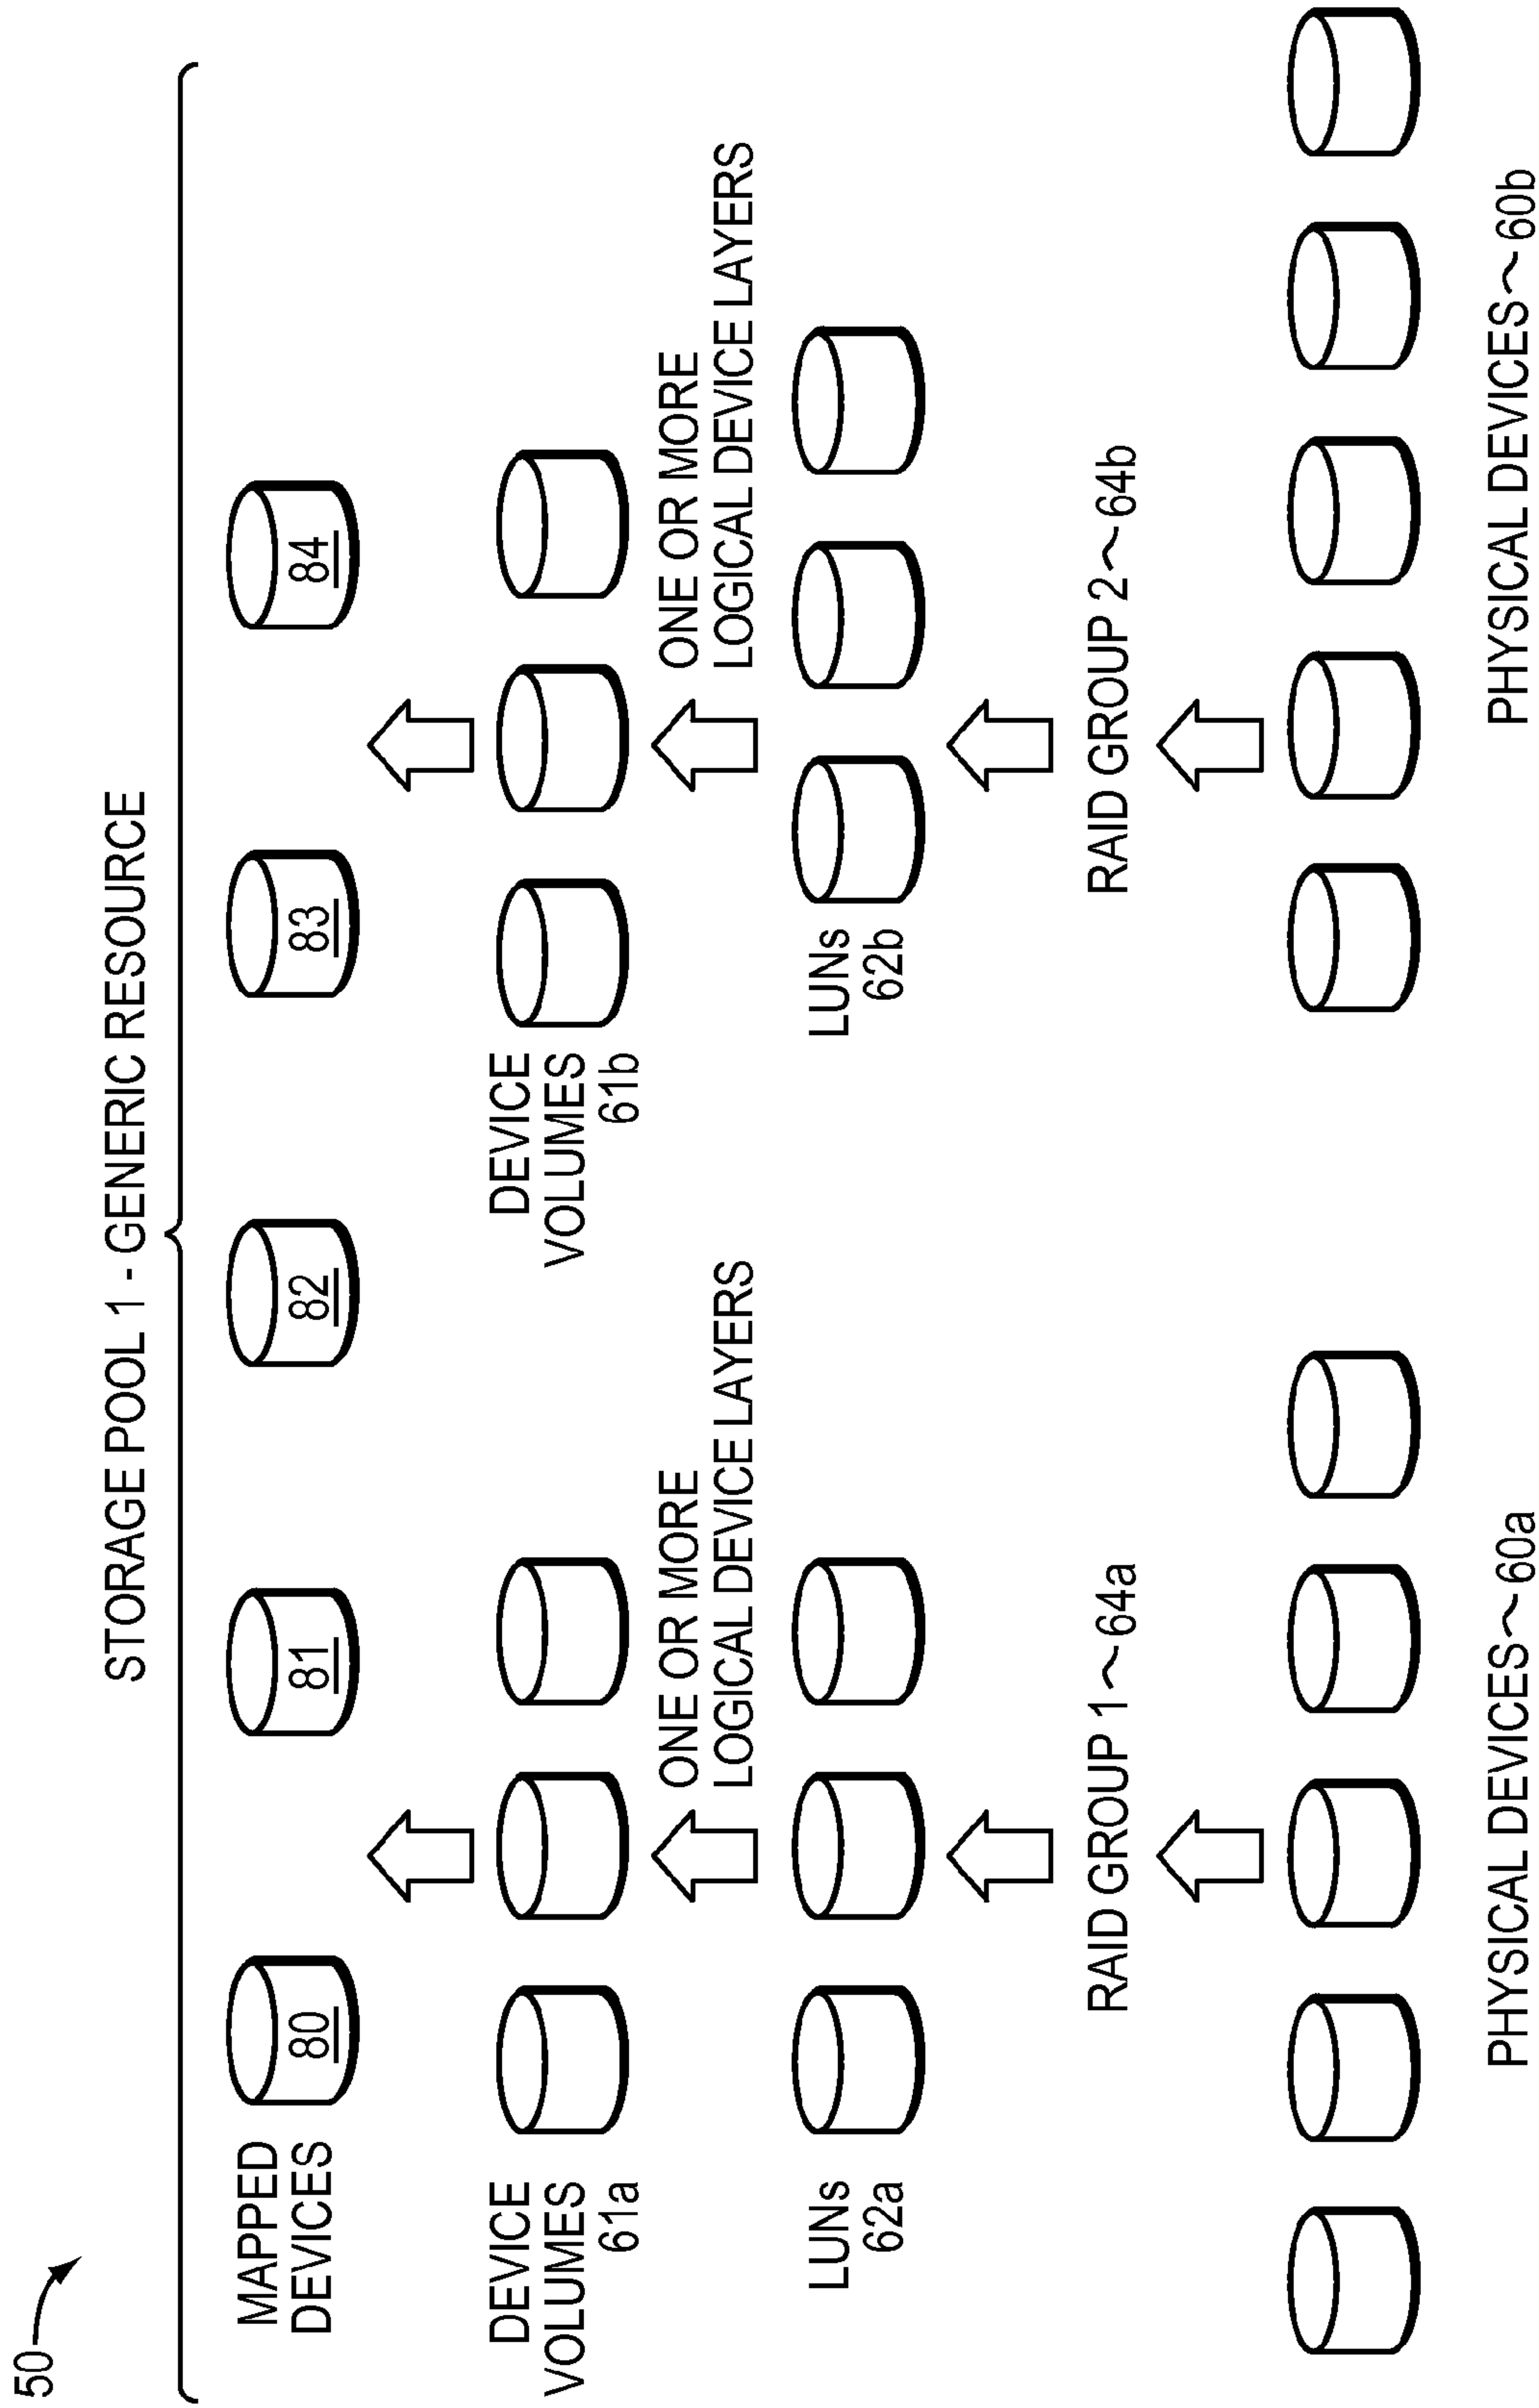 50
STORAGE POOL 1 - GENERIC RESOURCE
MAPPED
DEVICES
80
81
82
83
84
DEVICE
VOLUMES
61a
DEVICE
VOLUMES
61b
ONE OR MORE
LOGICAL DEVICE LAYERS
ONE OR MORE
LOGICAL DEVICE LAYERS
LUNs
62a
LUNs
62b
RAID GROUP 1~64a
RAID GROUP 2~64b
PHYSICAL DEVICES~60a
PHYSICAL DEVICES~60b